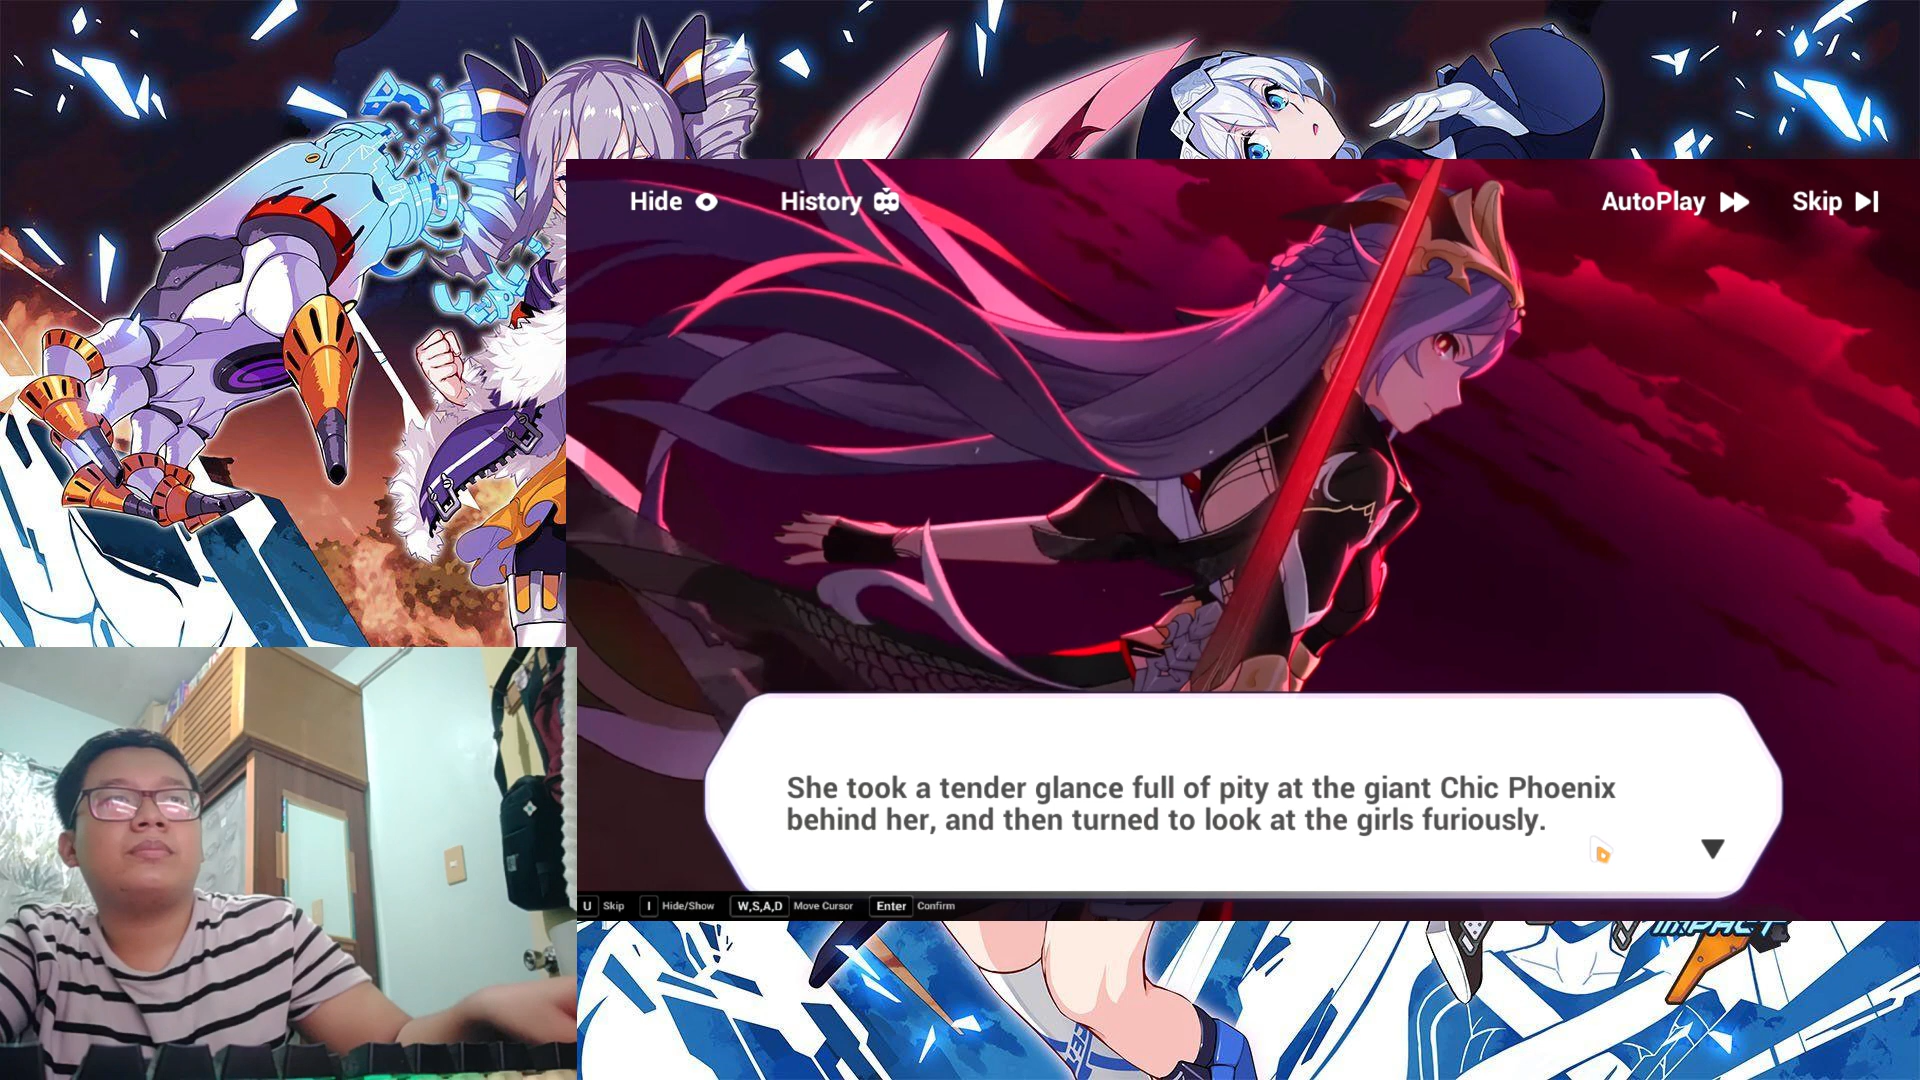 Hide
History
AutoPlay
Skip
She took a tender glance full of pity at the giant Chic Phoenix
behind her, and then turned to look at the girls furiously.
U Skip I Hide/Show W,S,A,D Move Cursor Enter Confirm
IMPACT